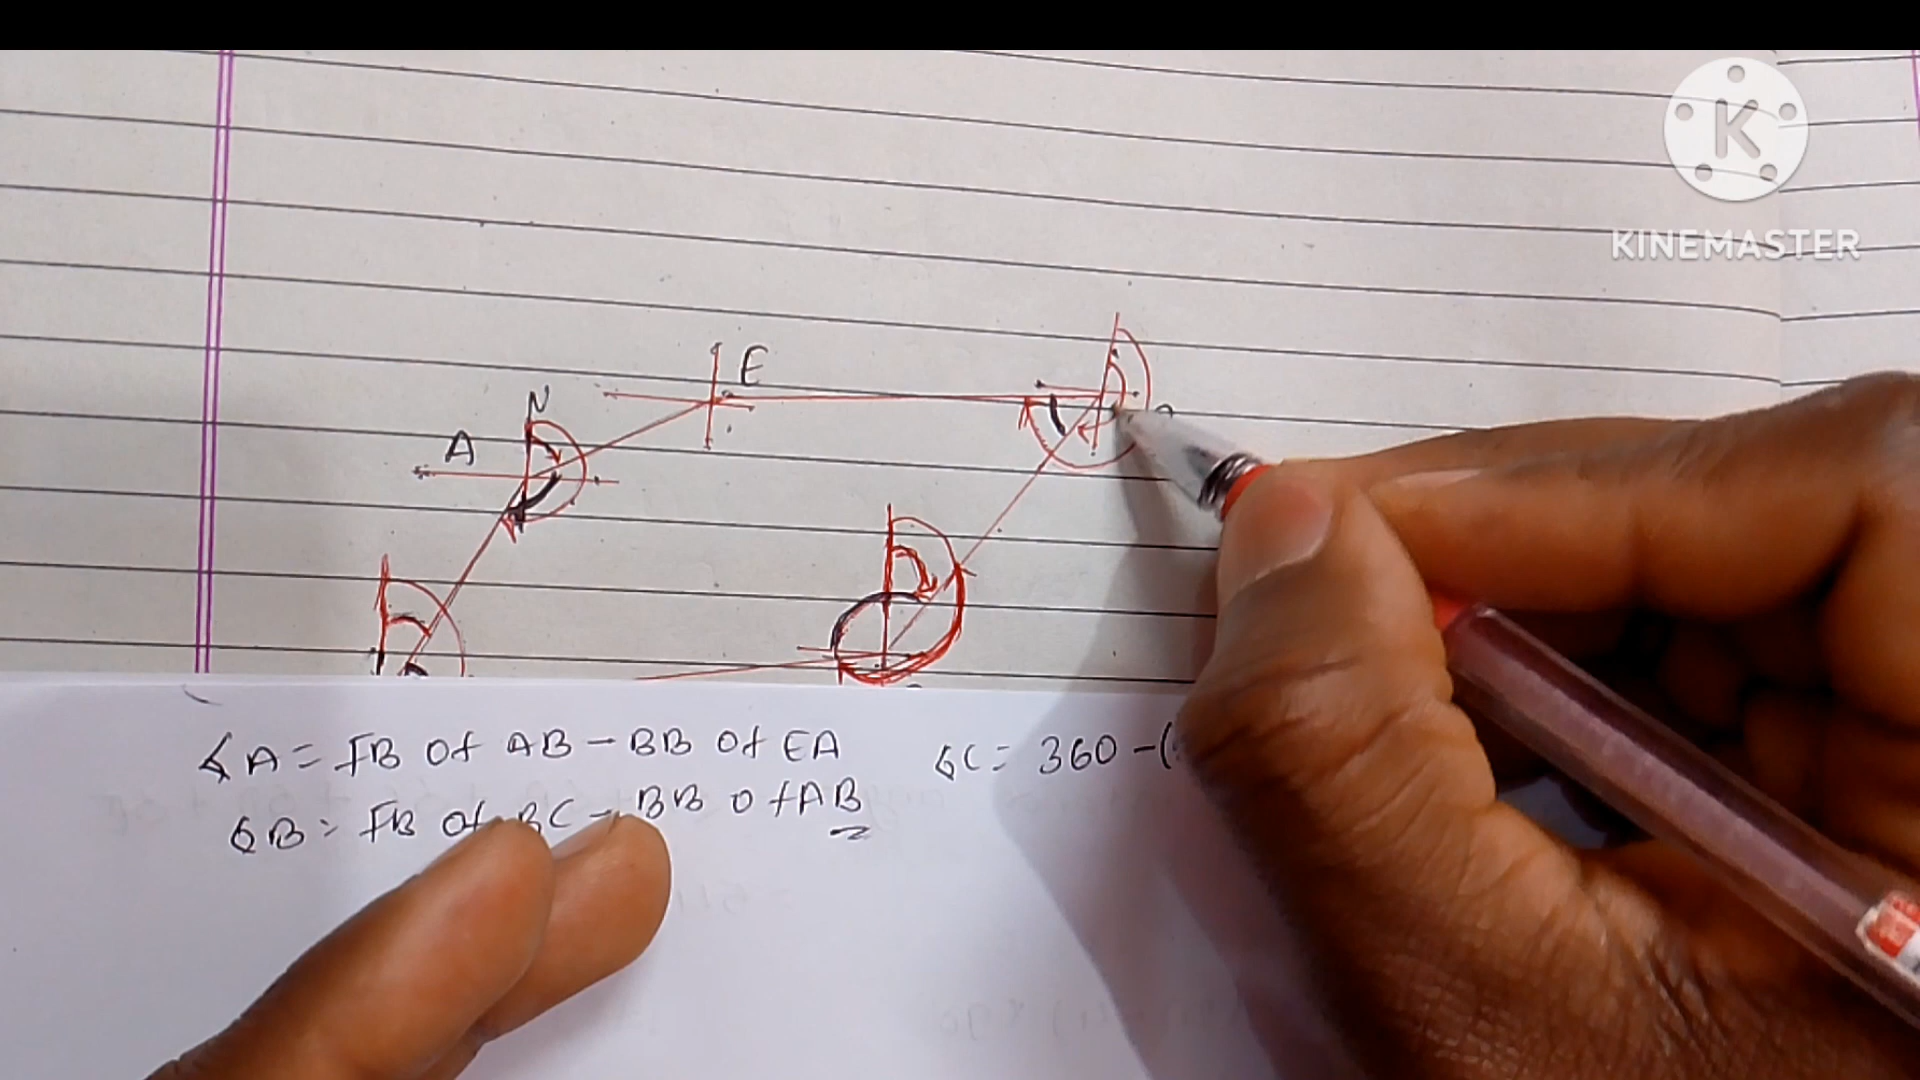 K
KINEMASTER
E
N
A
∠A = FB of AB - BB of EA
∠C = 360 - (
∠B = FB of BC - BB of AB